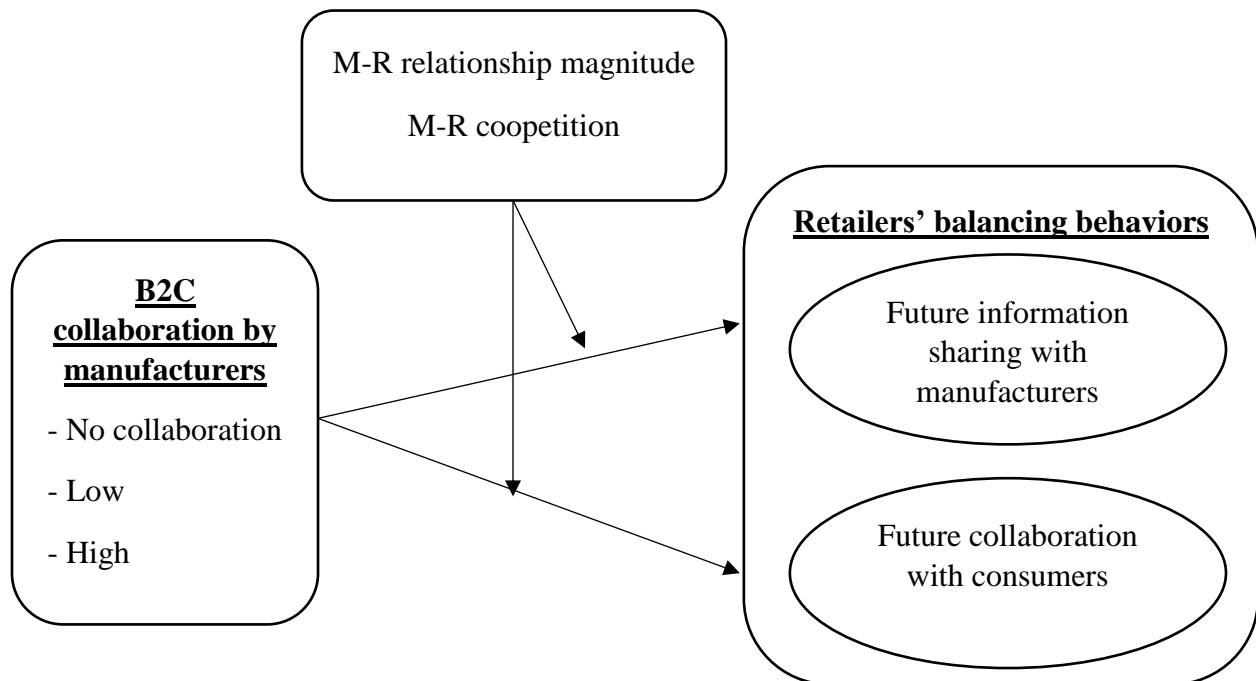 M-R relationship magnitude
M-R coopetition
B2C
collaboration by
manufacturers
- No collaboration
- Low
- High
Retailers’ balancing behaviors
Future information
sharing with
manufacturers
Future collaboration
with consumers